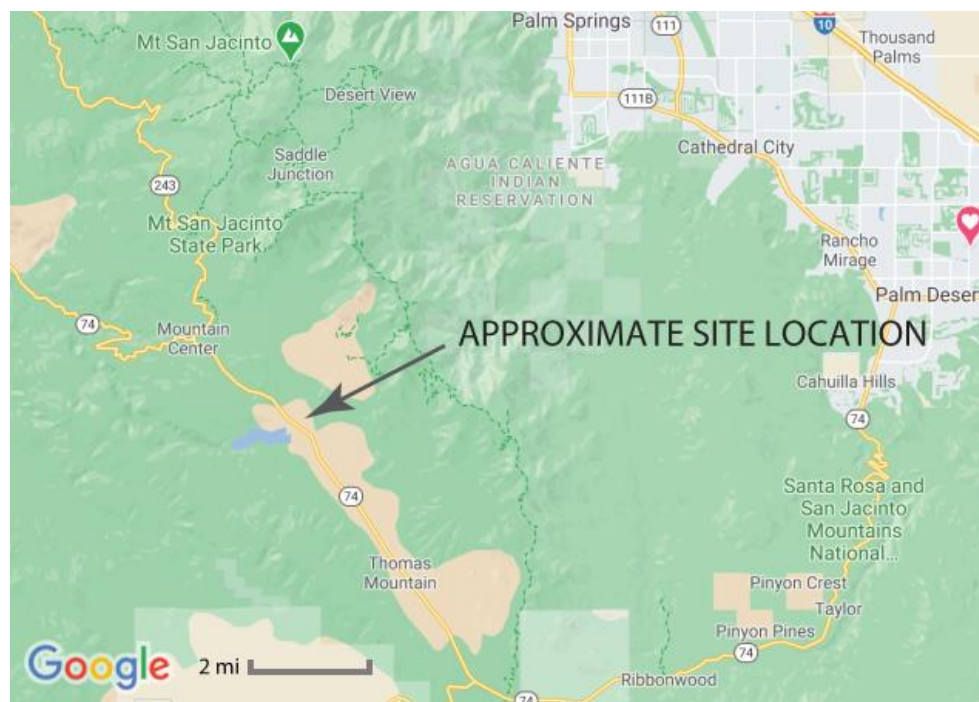 Palm Springs
111
10
Mt San Jacinto
Thousand
Palms
Desert View
111B
Cathedral City
Saddle
Junction
AGUA CALIENTE
INDIAN
RESERVATION
243
Mt San Jacinto
State Park
Rancho
Mirage
Palm Desert
74
Mountain
Center
APPROXIMATE SITE LOCATION
Cahuilla Hills
74
Santa Rosa and
San Jacinto
Mountains
National...
74
Thomas
Mountain
Pinyon Crest
Taylor
Pinyon Pines
74
Google
2 mi
Ribbonwood
74